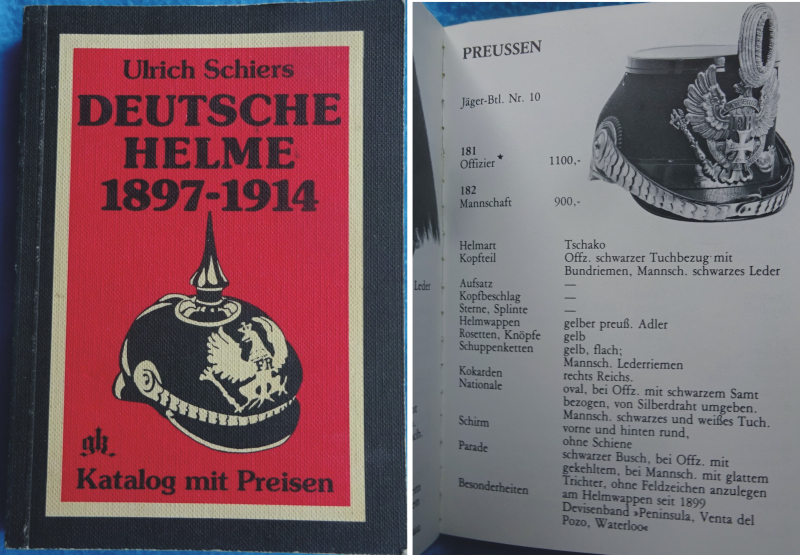 Ulrich Schiers
DEUTSCHE
HELME
1897-1914
FR
gk.
Katalog mit Preisen
PREUSSEN
Jäger-Btl. Nr. 10
181
Offizier* 1100,-
182
Mannschaft 900,-
Leder
Helmart Tschako
Kopfteil Offz. schwarzer Tuchbezug mit
Bundriemen, Mannsch. schwarzes Leder
Aufsatz —
Kopfbeschlag —
Sterne, Splinte —
Helmwappen gelber preuß. Adler
Rosetten, Knöpfe gelb
Schuppenketten gelb, flach;
Mannsch. Lederriemen
Kokarden rechts Reichs.
Nationale oval, bei Offz. mit schwarzem Samt
bezogen, von Silberdraht umgeben.
Mannsch. schwarzes und weißes Tuch.
Schirm vorne und hinten rund,
ohne Schiene
Parade schwarzer Busch, bei Offz. mit
gekehltem, bei Mannsch. mit glattem
Trichter, ohne Feldzeichen anzulegen
Besonderheiten am Helmwappen seit 1899
Devisenband »Peninsula, Venta del
Pozo, Waterloo«